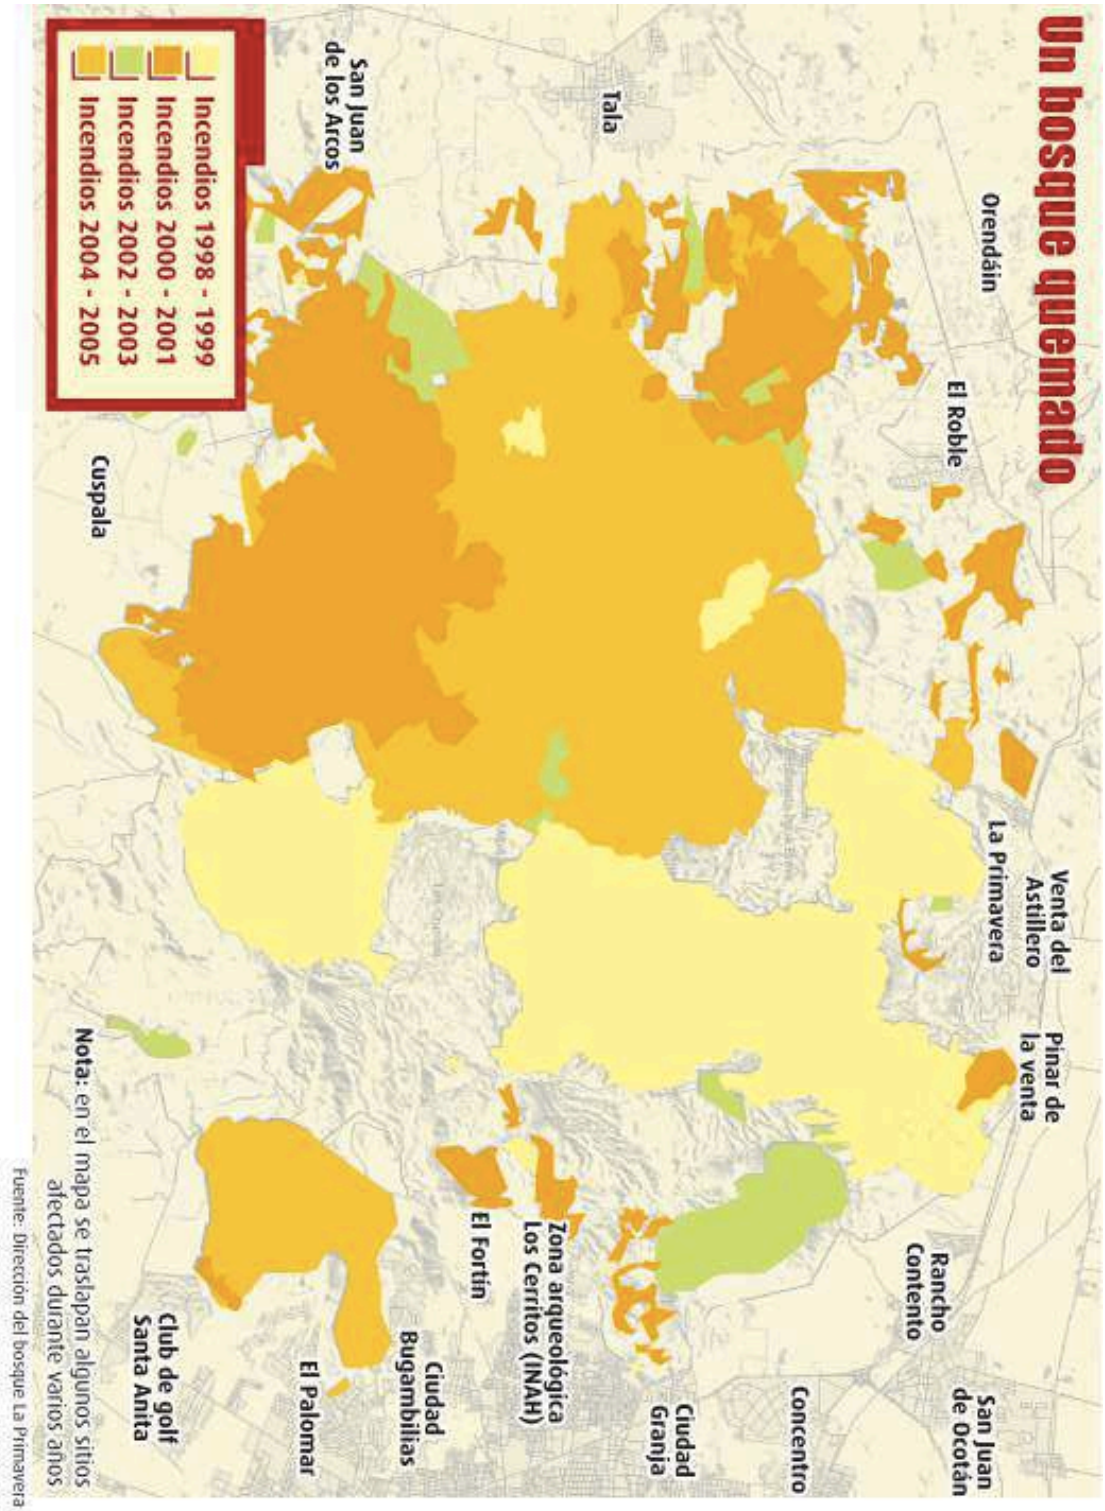 Un bosque quemado
Orendáin
El Roble
Venta del
Astillero
La Primavera
Pinar de
la venta
Rancho
Contento
San Juan
de Ocotán
Concentro
Tala
Ciudad
Granja
Zona arqueológica
Los Cerritos (INAH)
El Fortín
San Juan
de los Arcos
Ciudad
Bugambilias
El Palomar
Club de golf
Santa Anita
Cuspala
Incendios 1998 - 1999
Incendios 2000 - 2001
Incendios 2002 - 2003
Incendios 2004 - 2005
Nota: en el mapa se traslapan algunos sitios
afectados durante varios años
Fuente: Dirección del bosque La Primavera